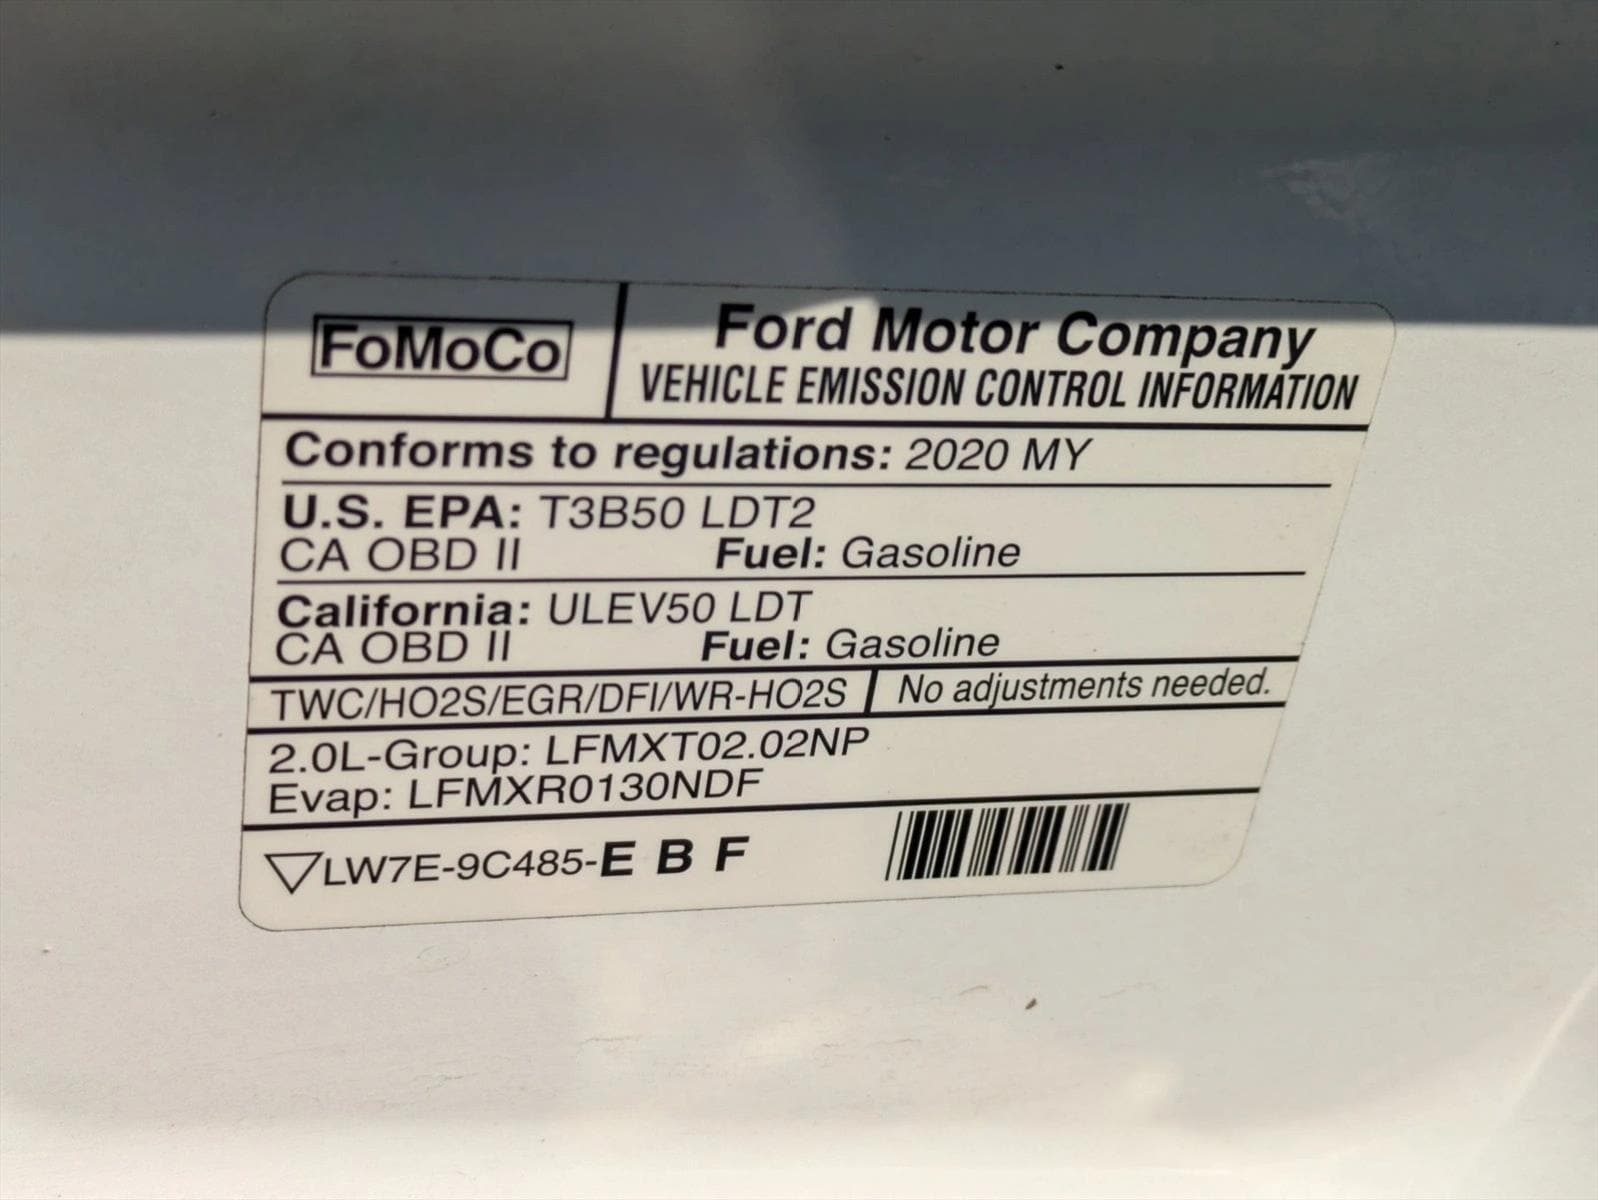 FoMoCo
Ford Motor Company
VEHICLE EMISSION CONTROL INFORMATION
Conforms to regulations: 2020 MY
U.S. EPA: T3B50 LDT2
CA OBD II Fuel: Gasoline
California: ULEV50 LDT
CA OBD II Fuel: Gasoline
TWC/HO2S/EGR/DFI/WR-HO2S No adjustments needed.
2.0L-Group: LFMXT02.02NP
Evap: LFMXR0130NDF
LW7E-9C485-E B F